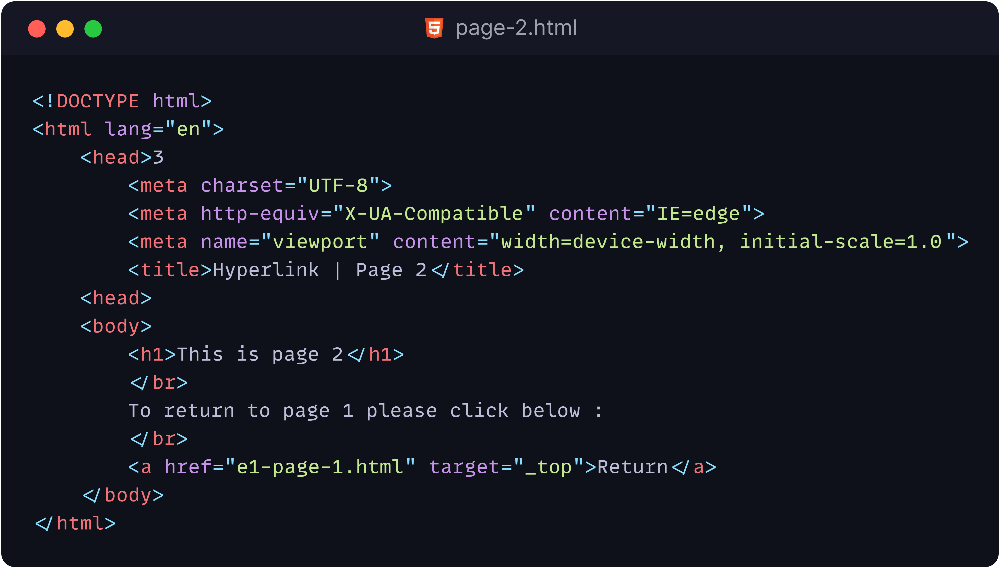 page-2.html
<!DOCTYPE html>
<html lang="en">
    <head>3
        <meta charset="UTF-8">
        <meta http-equiv="X-UA-Compatible" content="IE=edge">
        <meta name="viewport" content="width=device-width, initial-scale=1.0">
        <title>Hyperlink | Page 2</title>
    <head>
    <body>
        <h1>This is page 2</h1>
        </br>
        To return to page 1 please click below :
        </br>
        <a href="e1-page-1.html" target="_top">Return</a>
    </body>
</html>